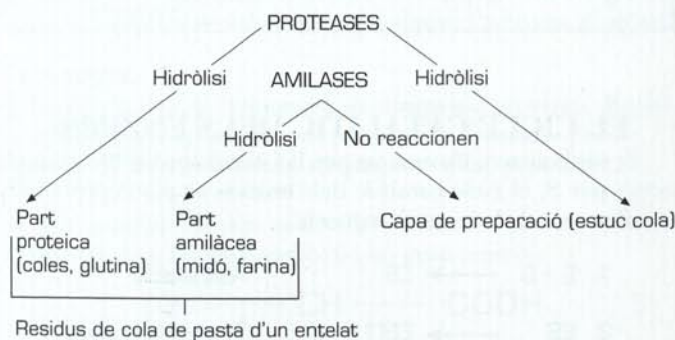 PROTEASES
Hidròlisi AMILASES Hidròlisi
Hidròlisi No reaccionen
Part proteica (coles, glutina)
Part amilàcea (midó, farina)
Capa de preparació (estuc cola)
Residus de cola de pasta d'un entelat